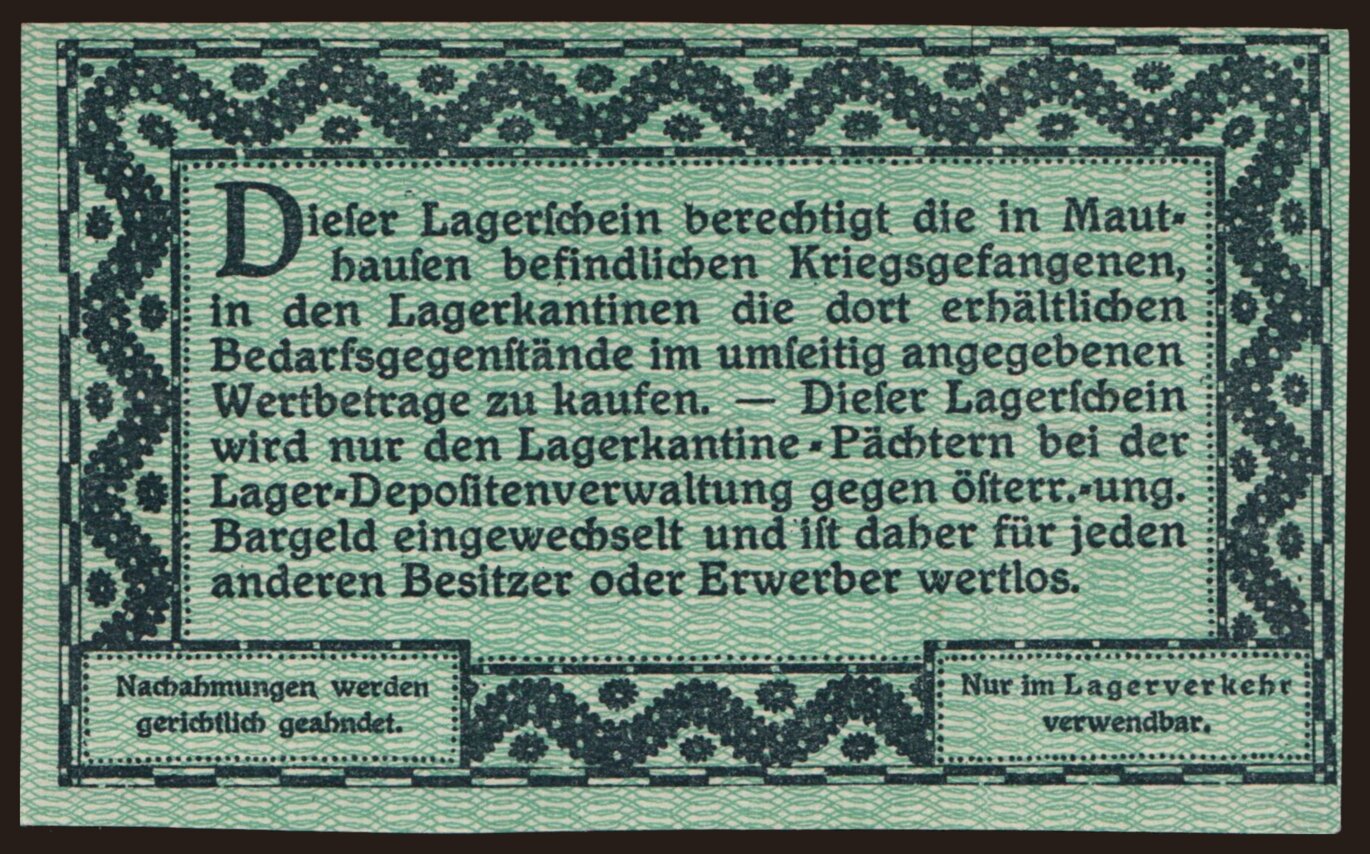 Dieſer Lagerſchein berechtigt die in Maut-
hauſen befindlichen Kriegsgefangenen,
in den Lagerkantinen die dort erhältlichen
Bedarfsgegenſtände im umſeitig angegebenen
Wertbetrage zu kaufen. — Dieſer Lagerſchein
wird nur den Lagerkantine-Pächtern bei der
Lager-Depoſitenverwaltung gegen öſterr.-ung.
Bargeld eingewechselt und iſt daher für jeden
anderen Besitzer oder Erwerber wertlos.
Nachahmungen werden
gerichtlich geahndet.
Nur im Lagerverkehr
verwendbar.